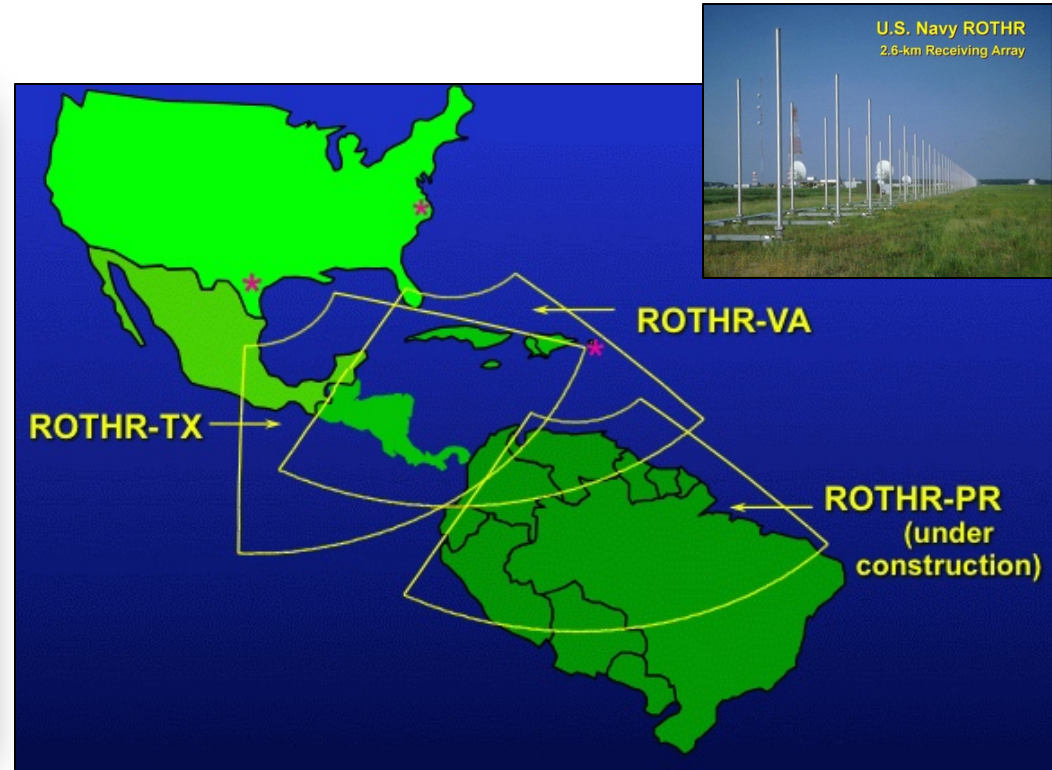 U.S. Navy ROTHR
2.6-km Receiving Array
ROTHR-VA
ROTHR-TX
ROTHR-PR
(under
construction)